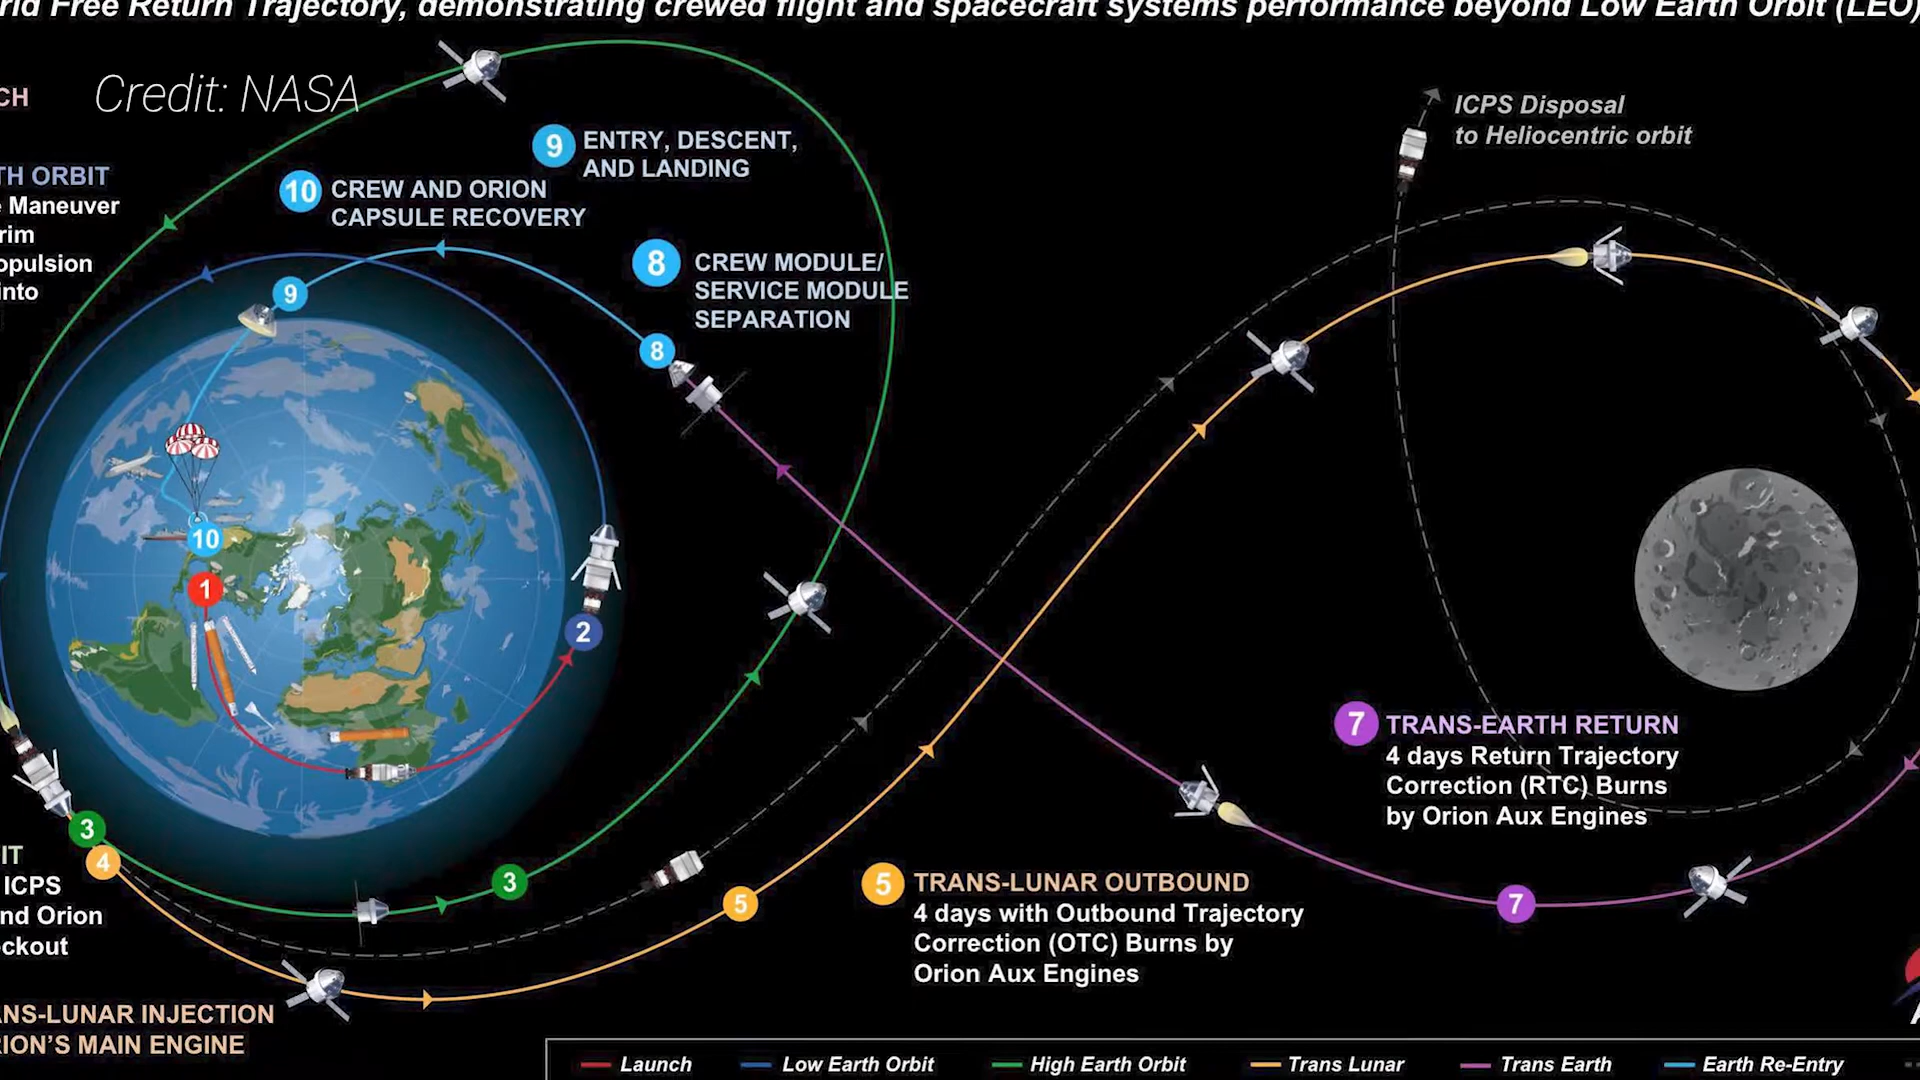 rld Free Return Trajectory, demonstrating crewed flight and spacecraft systems performance beyond Low Earth Orbit (LEO)
CH
Credit: NASA
TH ORBIT
e Maneuver
rim
opulsion
into
9 ENTRY, DESCENT,
AND LANDING
10 CREW AND ORION
CAPSULE RECOVERY
8 CREW MODULE/
SERVICE MODULE
SEPARATION
ICPS Disposal
to Heliocentric orbit
9
8
10
1
2
3
4
3
5
7
7 TRANS-EARTH RETURN
4 days Return Trajectory
Correction (RTC) Burns
by Orion Aux Engines
5 TRANS-LUNAR OUTBOUND
4 days with Outbound Trajectory
Correction (OTC) Burns by
Orion Aux Engines
IT
ICPS
nd Orion
ckout
ANS-LUNAR INJECTION
RION'S MAIN ENGINE
Launch
Low Earth Orbit
High Earth Orbit
Trans Lunar
Trans Earth
Earth Re-Entry